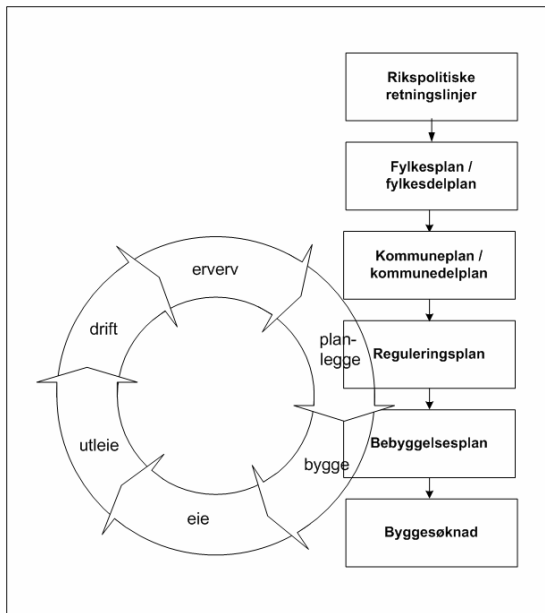 Rikspolitiske
retningslinjer
Fylkesplan /
fylkesdelplan
Kommuneplan /
kommunedelplan
Reguleringsplan
Bebyggelsesplan
Byggesøknad
erverv
plan-
legge
bygge
eie
utleie
drift